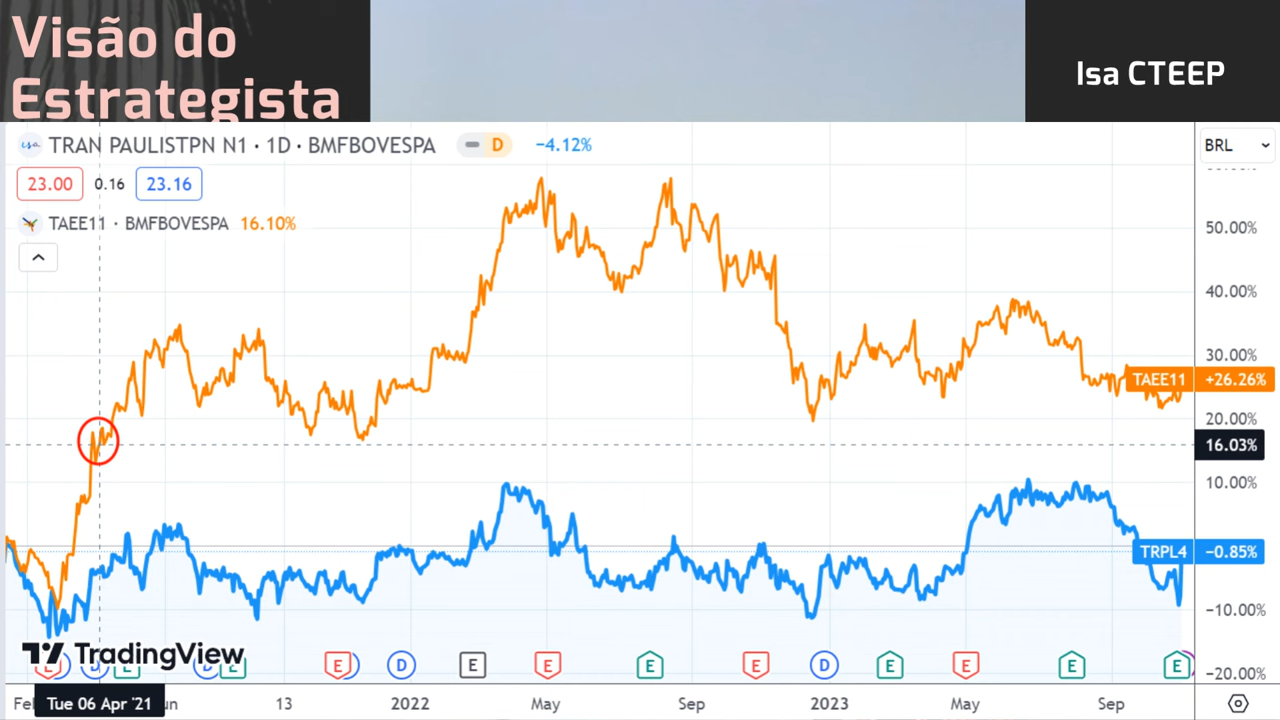 Visão do
Estrategista
Isa CTEEP
TRAN PAULISTPN N1 · 1D · BMFBOVESPA
D
−4.12%
BRL
23.00
0.16
23.16
TAEE11 · BMFBOVESPA
16.10%
50.00%
40.00%
30.00%
TAEE11
+26.26%
20.00%
16.03%
10.00%
TRPL4
−0.85%
−10.00%
−20.00%
TradingView
E
D
E
D
E
E
D
E
E
E
E
D
E
E
E
E
Tue 06 Apr '21
13
2022
May
Sep
2023
May
Sep